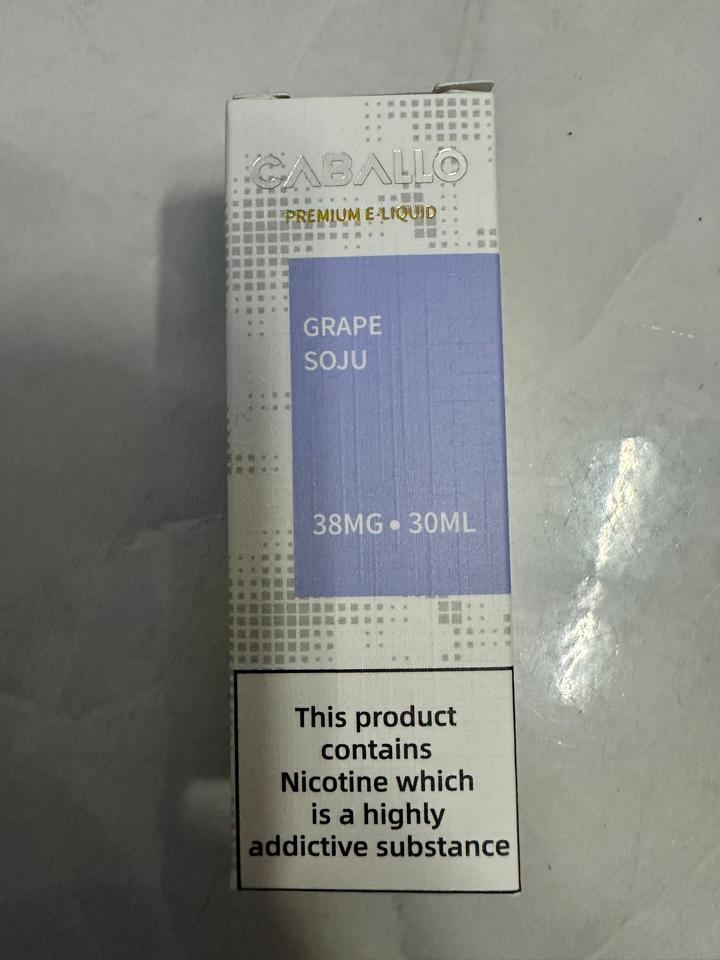 CABALLO
PREMIUM E-LIQUID
GRAPE
SOJU
38MG • 30ML
This product
contains
Nicotine which
is a highly
addictive substance